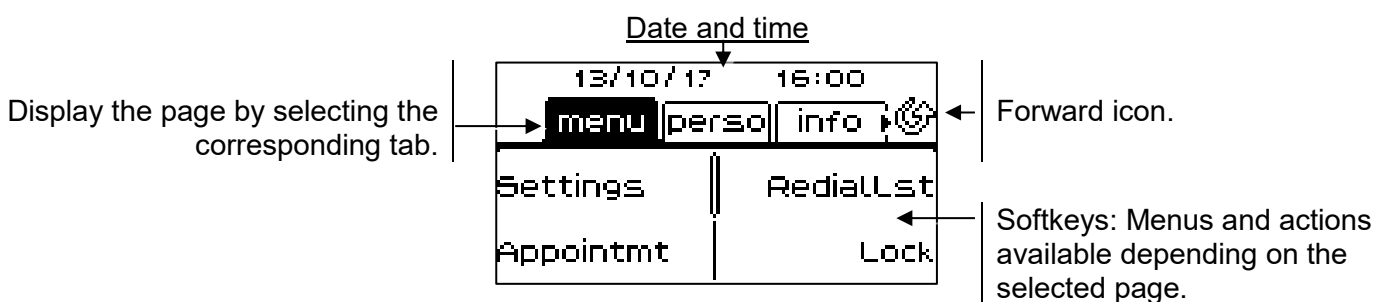 Date and time
13/10/17 16:00
Display the page by selecting the
corresponding tab.
menu perso info
Forward icon.
Settings RedialLst
Softkeys: Menus and actions
available depending on the
selected page.
Appointmt Lock